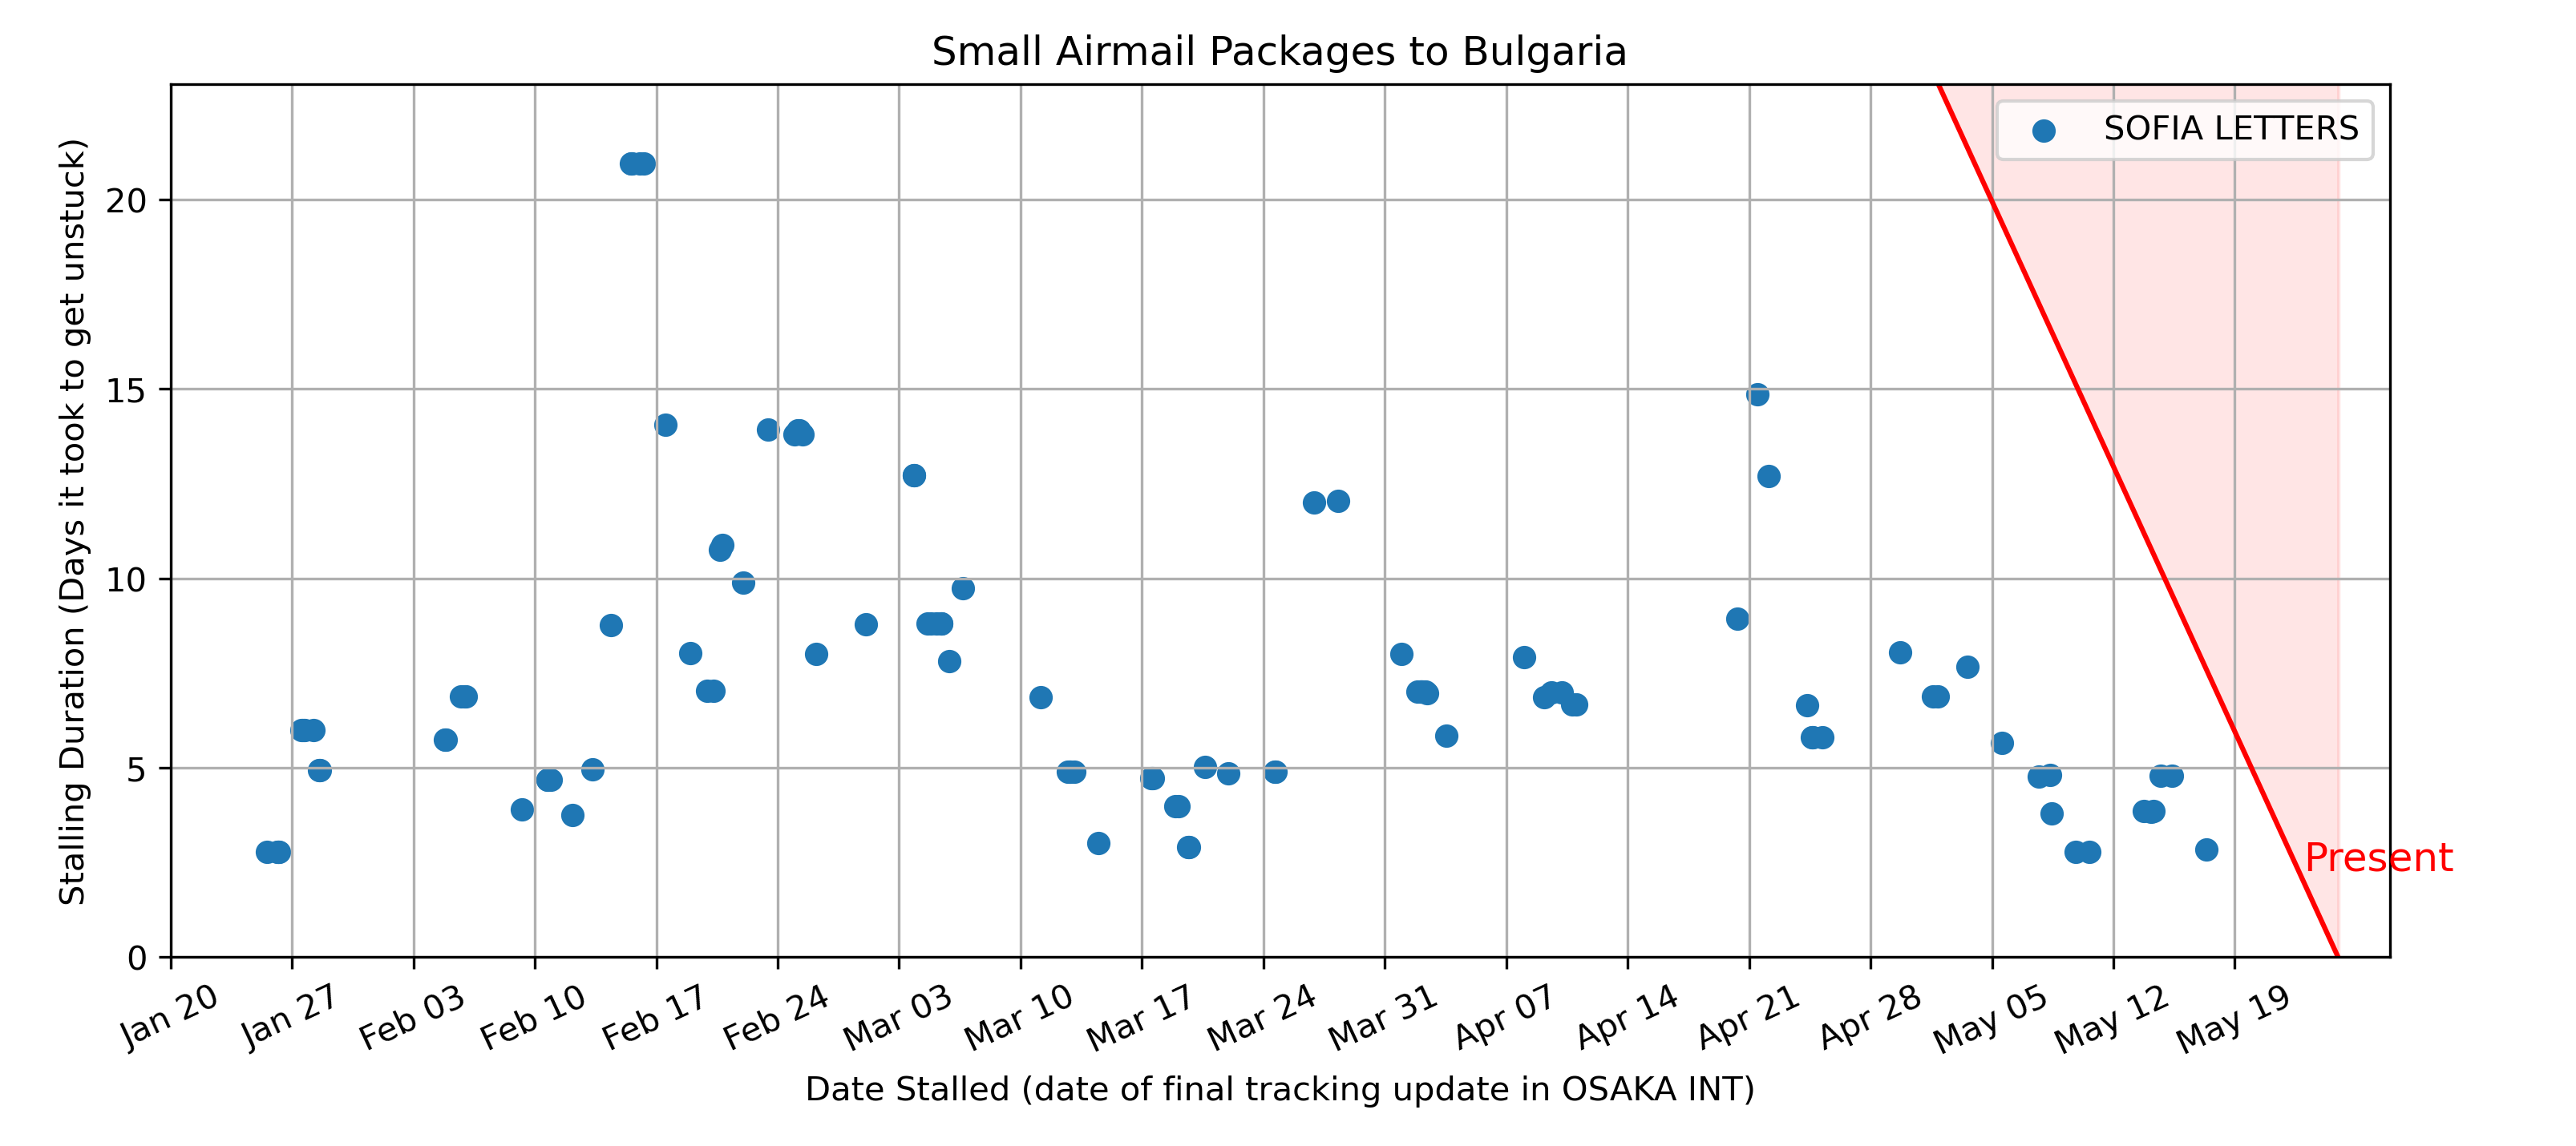 Small Airmail Packages to Bulgaria
SOFIA LETTERS
Stalling Duration (Days it took to get unstuck)
20
15
10
5
0
Present
Jan 20
Jan 27
Feb 03
Feb 10
Feb 17
Feb 24
Mar 03
Mar 10
Mar 17
Mar 24
Mar 31
Apr 07
Apr 14
Apr 21
Apr 28
May 05
May 12
May 19
Date Stalled (date of final tracking update in OSAKA INT)